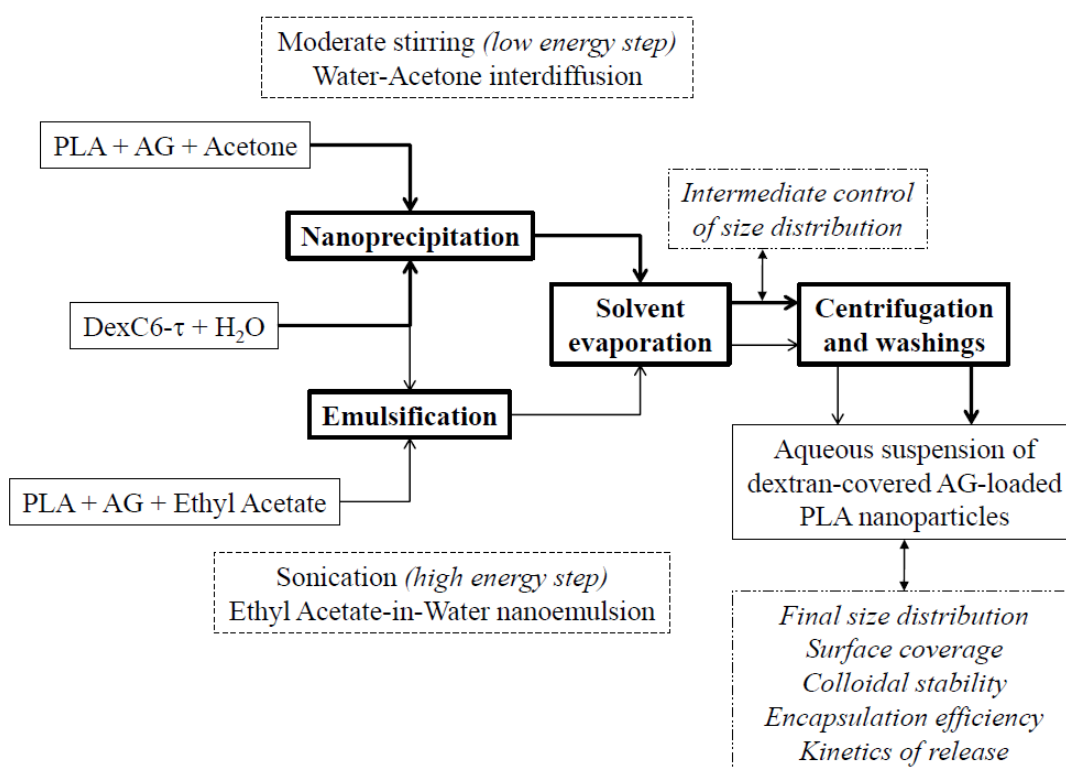 Moderate stirring (low energy step)
Water-Acetone interdiffusion
PLA + AG + Acetone
Intermediate control
of size distribution
Nanoprecipitation
DexC6-τ + H₂O
Solvent
evaporation
Centrifugation
and washings
Emulsification
Aqueous suspension of
dextran-covered AG-loaded
PLA nanoparticles
PLA + AG + Ethyl Acetate
Sonication (high energy step)
Ethyl Acetate-in-Water nanoemulsion
Final size distribution
Surface coverage
Colloidal stability
Encapsulation efficiency
Kinetics of release